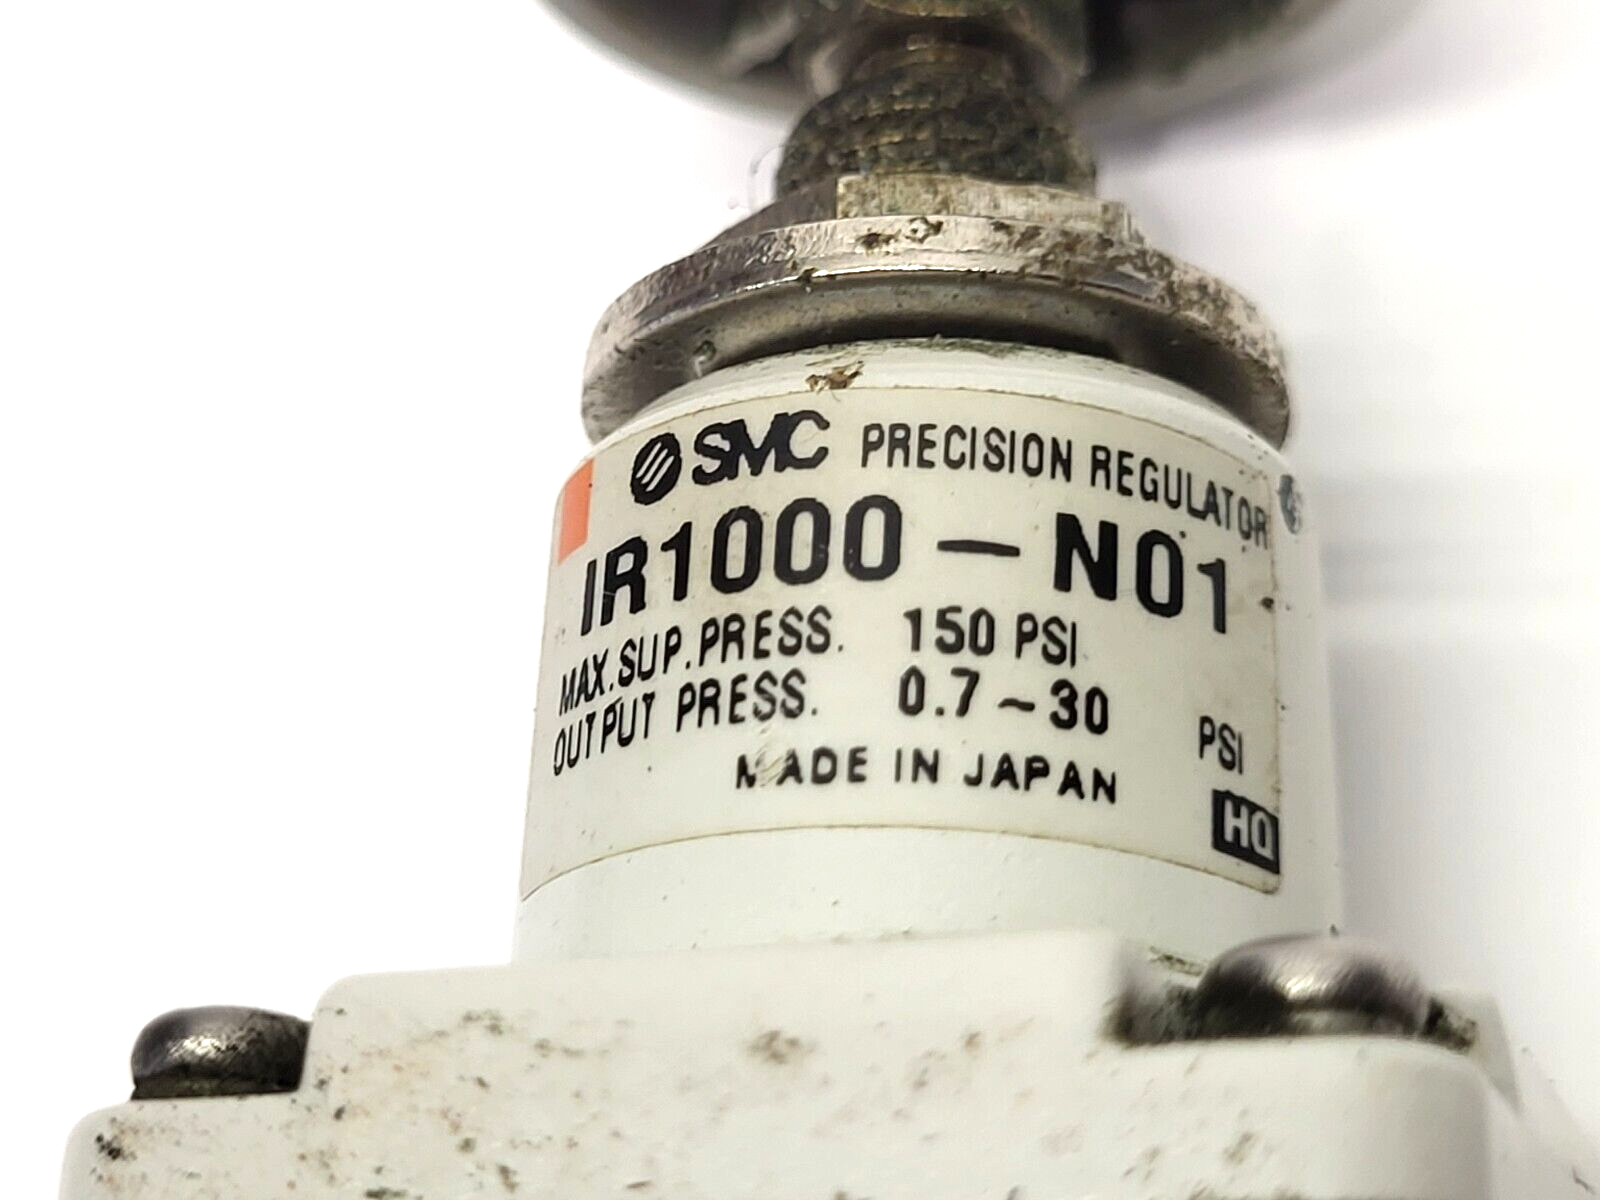 SMC PRECISION REGULATOR
IR1000-N01
MAX.SUP.PRESS. 150 PSI
OUTPUT PRESS. 0.7~30 PSI
MADE IN JAPAN